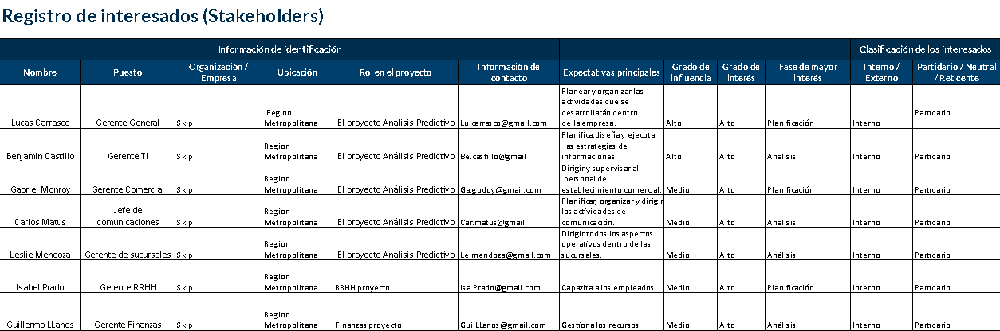 Registro de interesados (Stakeholders)
Información de identificación
Clasificación de los interesados
Nombre
Puesto
Organización /
Empresa
Ubicación
Rol en el proyecto
Información de
contacto
Expectativas principales
Grado de
influencia
Grado de
interés
Fase de mayor
interés
Interno /
Externo
Partidario / Neutral
/ Reticente
Lucas Carrasco
Gerente General
Skip
Region
Metropolitana
El proyecto Análisis Predictivo
Lu.carrasco@gmail.com
Planear y organizar las
actividades que se
desarrollarán dentro
de la empresa.
Alto
Alto
Planificación
Interno
Partidario
Benjamin Castillo
Gerente TI
Skip
Region
Metropolitana
El proyecto Análisis Predictivo
Be.castillo@gmail
Planifica,diseña y ejecuta
las estrategias de
informaciones
Alto
Alto
Análisis
Interno
Partidario
Gabriel Monroy
Gerente Comercial
Skip
Region
Metropolitana
El proyecto Análisis Predictivo
Ga.godoy@gmail.com
Dirigir y supervisar al
personal del
establecimiento comercial.
Medio
Alto
Planificación
Interno
Partidario
Carlos Matus
Jefe de
comunicaciones
Skip
Region
Metropolitana
El proyecto Análisis Predictivo
Car.matus@gmail
Planificar, organizar y dirigir
las actividades de
comunicación.
Medio
Alto
Análisis
Interno
Partidario
Leslie Mendoza
Gerente de sucursales
Skip
Region
Metropolitana
El proyecto Análisis Predictivo
Le.mendoza@gmail.com
Dirigir todos los aspectos
operativos dentro de las
sucursales.
Medio
Alto
Análisis
Interno
Partidario
Isabel Prado
Gerente RRHH
Skip
Region
Metropolitana
RRHH proyecto
Isa.Prado@gmail.com
Capazita a los empleados
Medio
Alto
Planificación
Interno
Partidario
Guillermo LLanos
Gerente Finanzas
Skip
Region
Metropolitana
Finanzas proyecto
Gui.LLanos@gmail.com
Gestiona los recursos
Medio
Alto
Análisis
Interno
Partidario